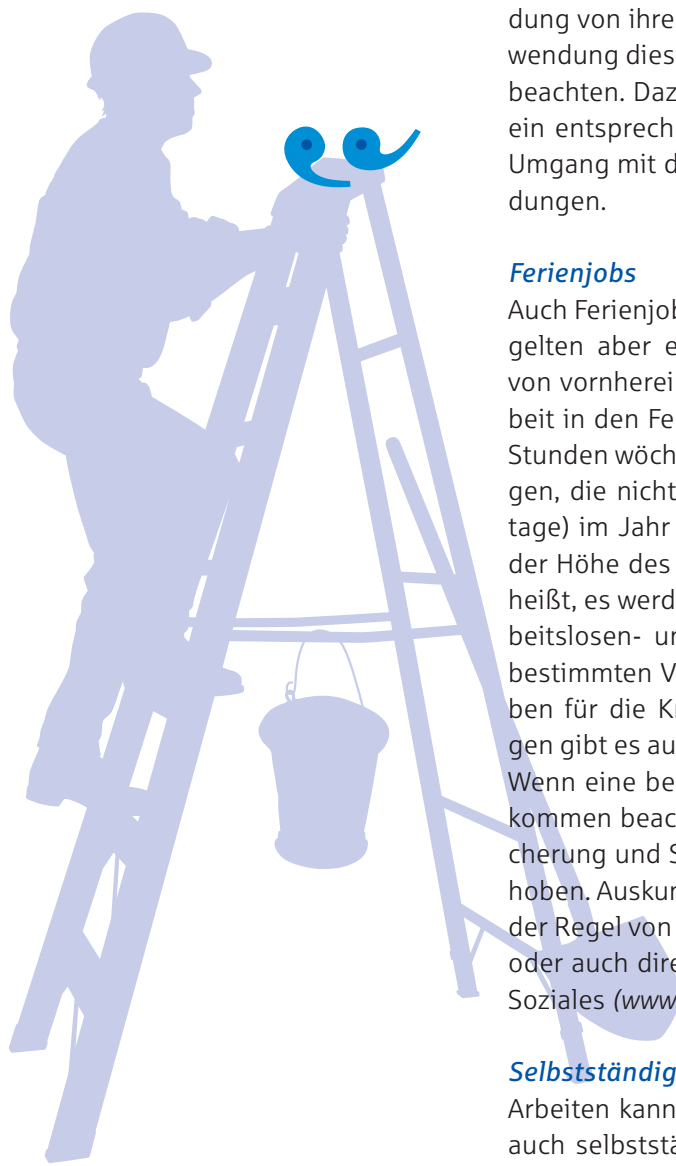 dung von ihre
wendung dies
beachten. Daz
ein entsprech
Umgang mit d
dungen.
Ferienjobs
Auch Ferienjob
gelten aber e
von vornherei
beit in den Fe
Stunden wöch
gen, die nicht
tage) im Jahr
der Höhe des
heißt, es werd
beitslosen- ur
bestimmten V
ben für die Kr
gen gibt es au
Wenn eine be
kommen beac
cherung und S
hoben. Auskur
der Regel von
oder auch dire
Soziales (www
Selbstständig
Arbeiten kann
auch selbststä